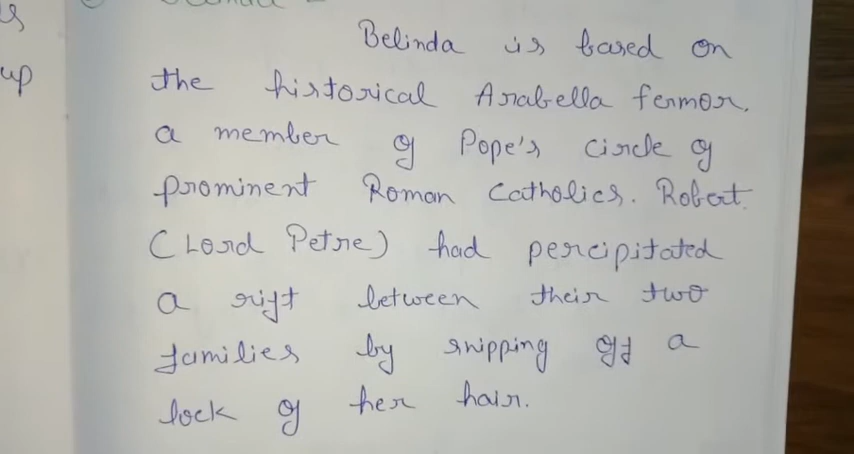 up
Belinda is based on
the historical Arabella fermor,
a member of Pope's circle of
prominent Roman Catholics. Robert
(Lord Petre) had percipitated
a rift between their two
families by snipping off a
lock of her hair.